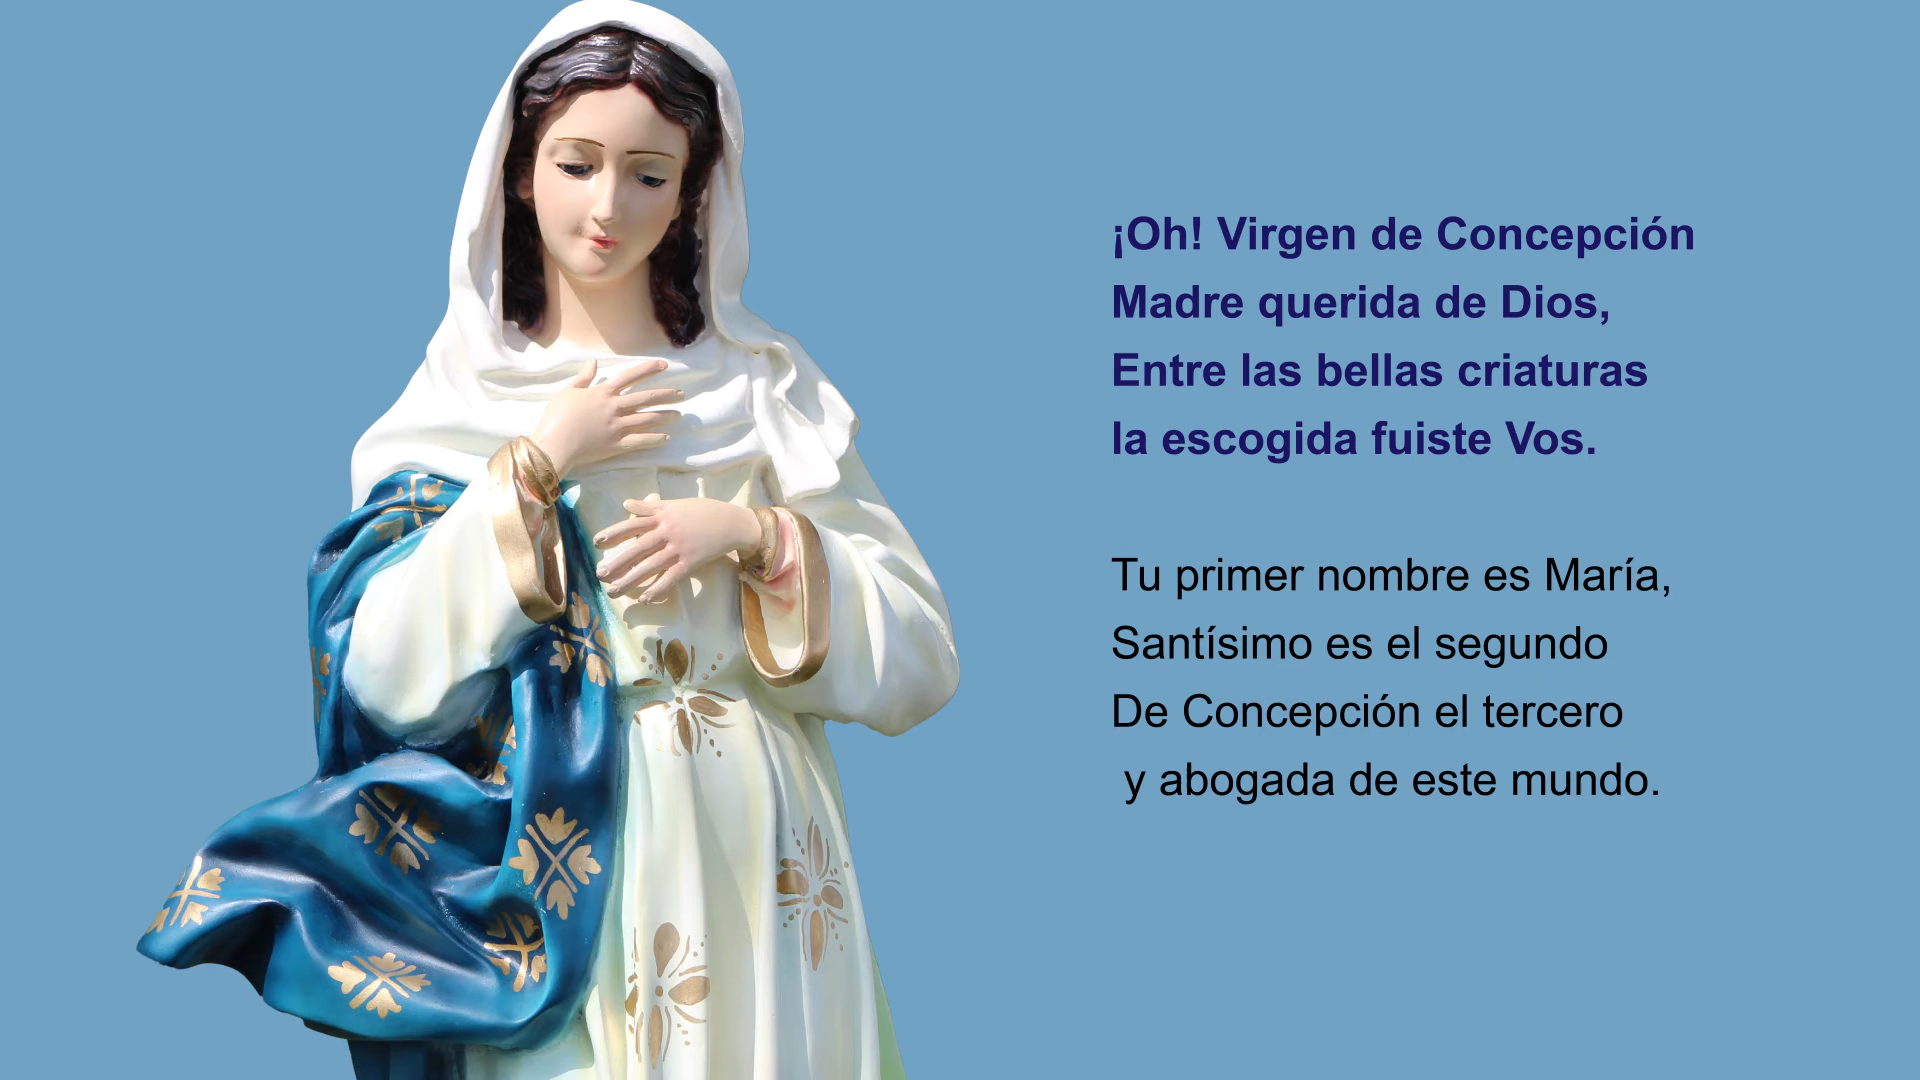 ¡Oh! Virgen de Concepción
Madre querida de Dios,
Entre las bellas criaturas
la escogida fuiste Vos.
Tu primer nombre es María,
Santísimo es el segundo
De Concepción el tercero
y abogada de este mundo.